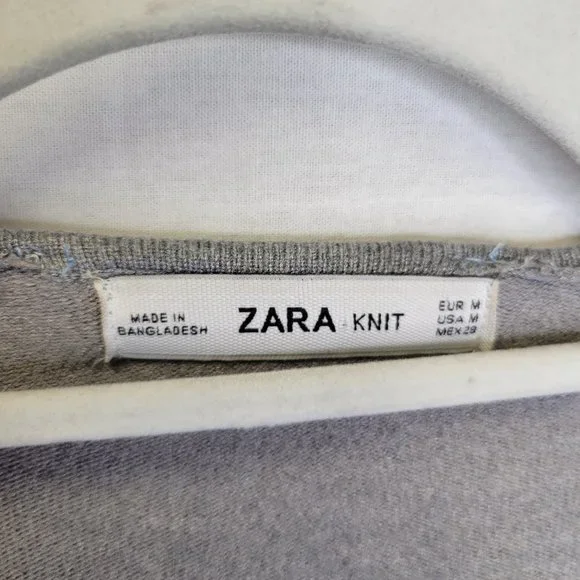 MADE IN
BANGLADESH
ZARA KNIT
EUR M
USA M
MEX 28